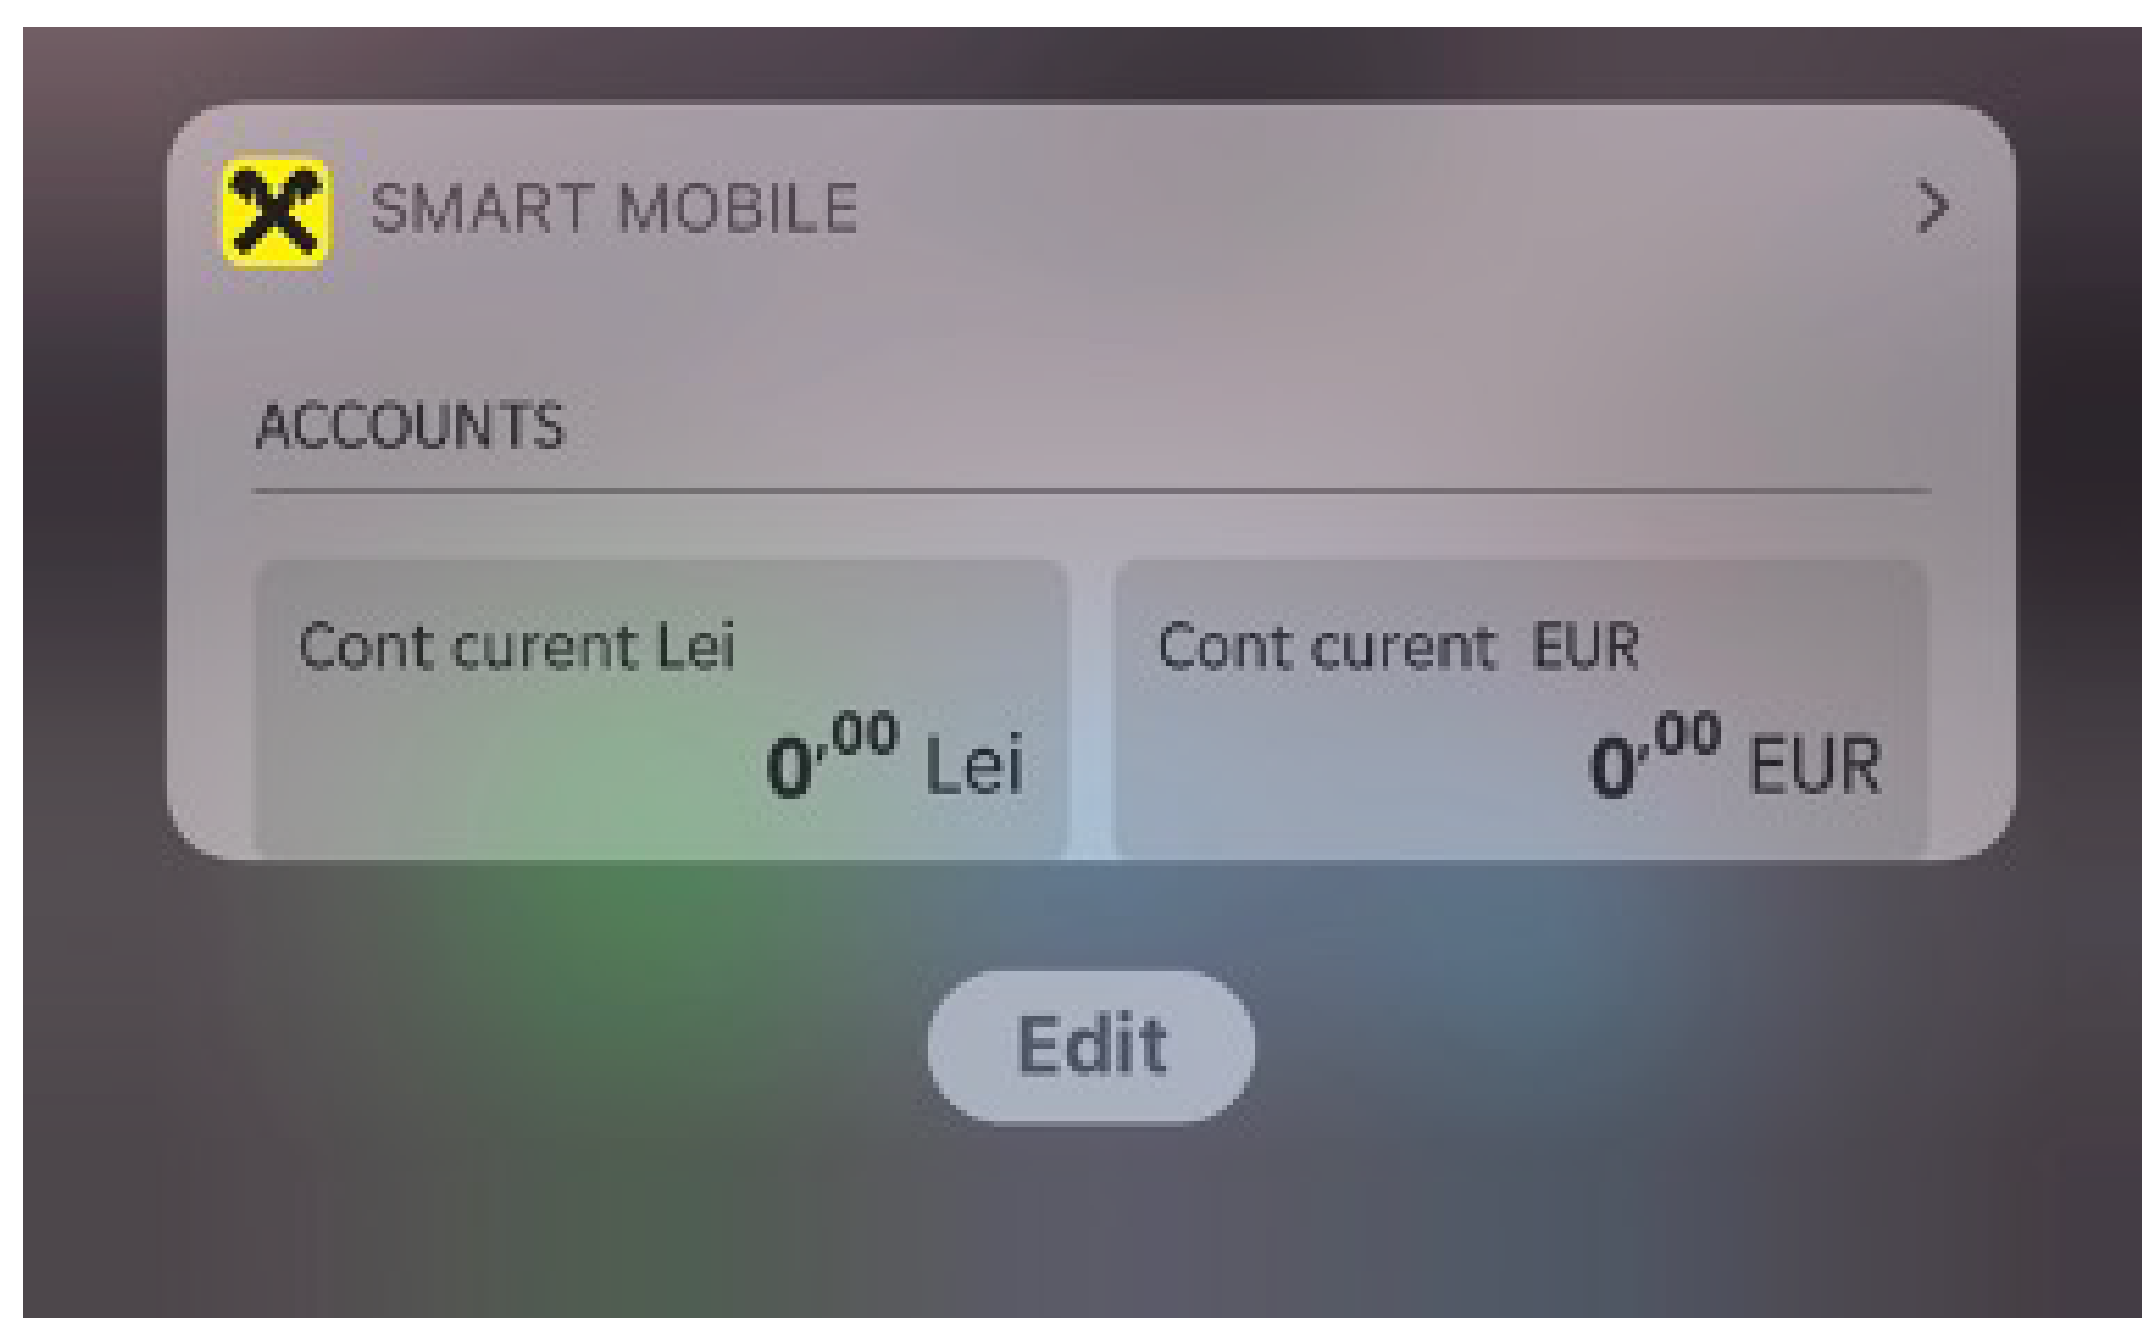 SMART MOBILE
ACCOUNTS
Cont curent Lei
0,00 Lei
Cont curent EUR
0,00 EUR
Edit